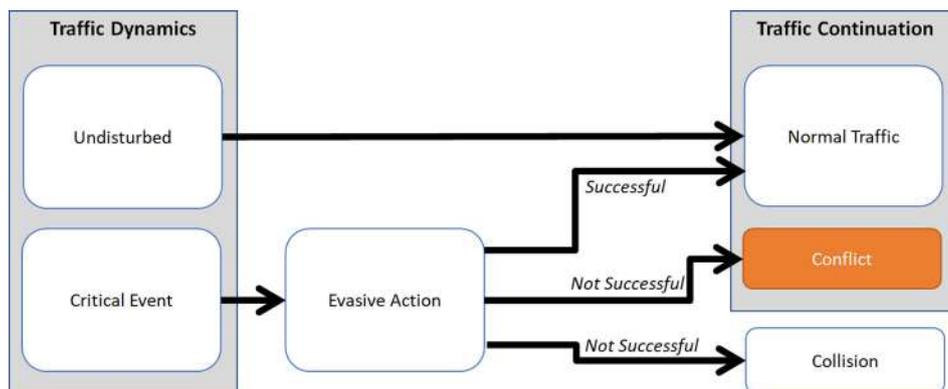 Traffic Dynamics
Traffic Continuation
Undisturbed
Normal Traffic
Successful
Critical Event
Evasive Action
Not Successful
Conflict
Not Successful
Collision